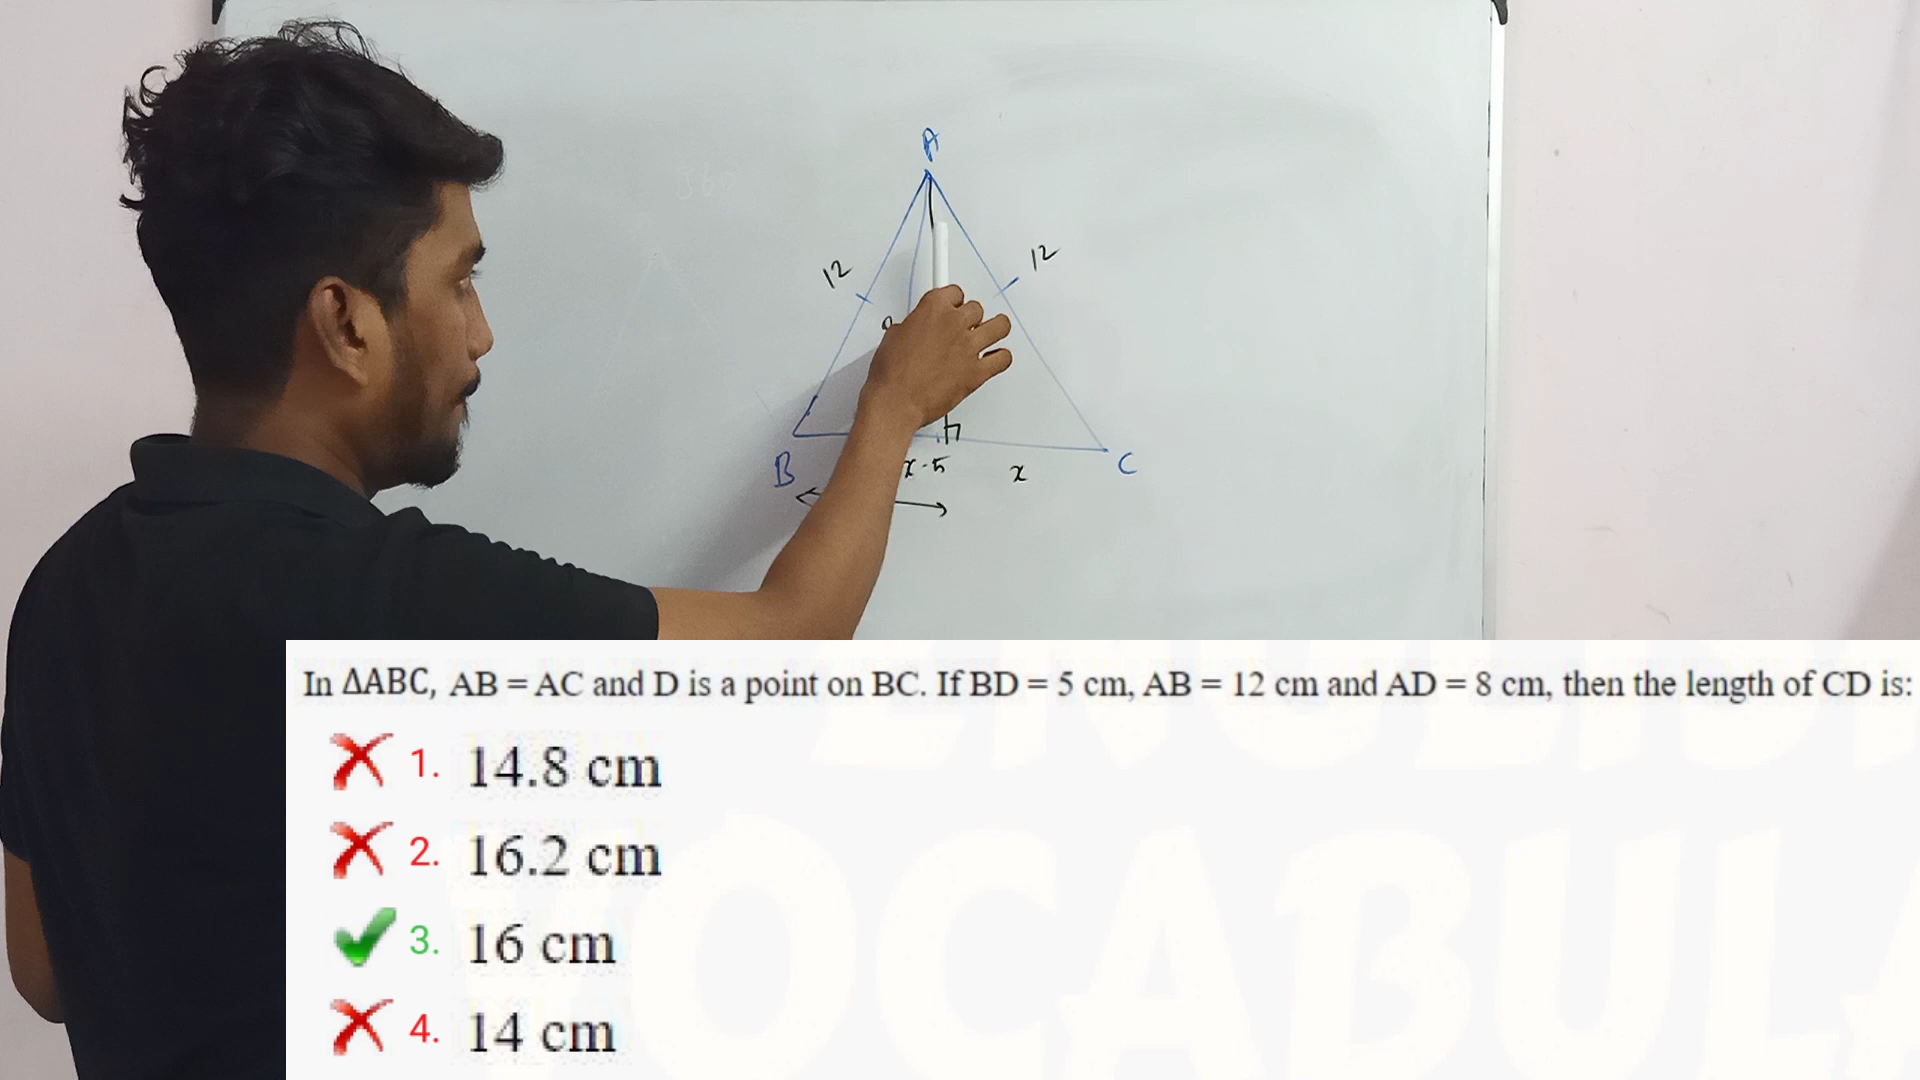 A
12
12
B
x-5
x
C
In ΔABC, AB = AC and D is a point on BC. If BD = 5 cm, AB = 12 cm and AD = 8 cm, then the length of CD is:
1. 14.8 cm
2. 16.2 cm
3. 16 cm
4. 14 cm